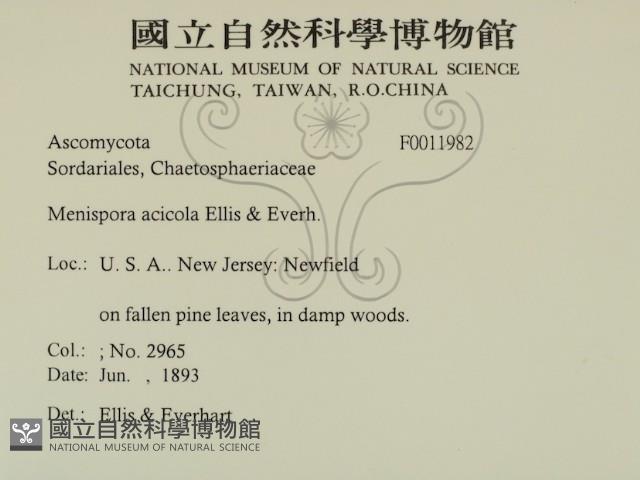 國立自然科學博物館
NATIONAL MUSEUM OF NATURAL SCIENCE
TAICHUNG, TAIWAN, R.O.CHINA
Ascomycota F0011982
Sordariales, Chaetosphaeriaceae
Menispora acicola Ellis & Everh.
Loc.: U. S. A.. New Jersey: Newfield
on fallen pine leaves, in damp woods.
Col.: ; No. 2965
Date: Jun. , 1893
Det.: Ellis & Everhart
國立自然科學博物館
NATIONAL MUSEUM OF NATURAL SCIENCE